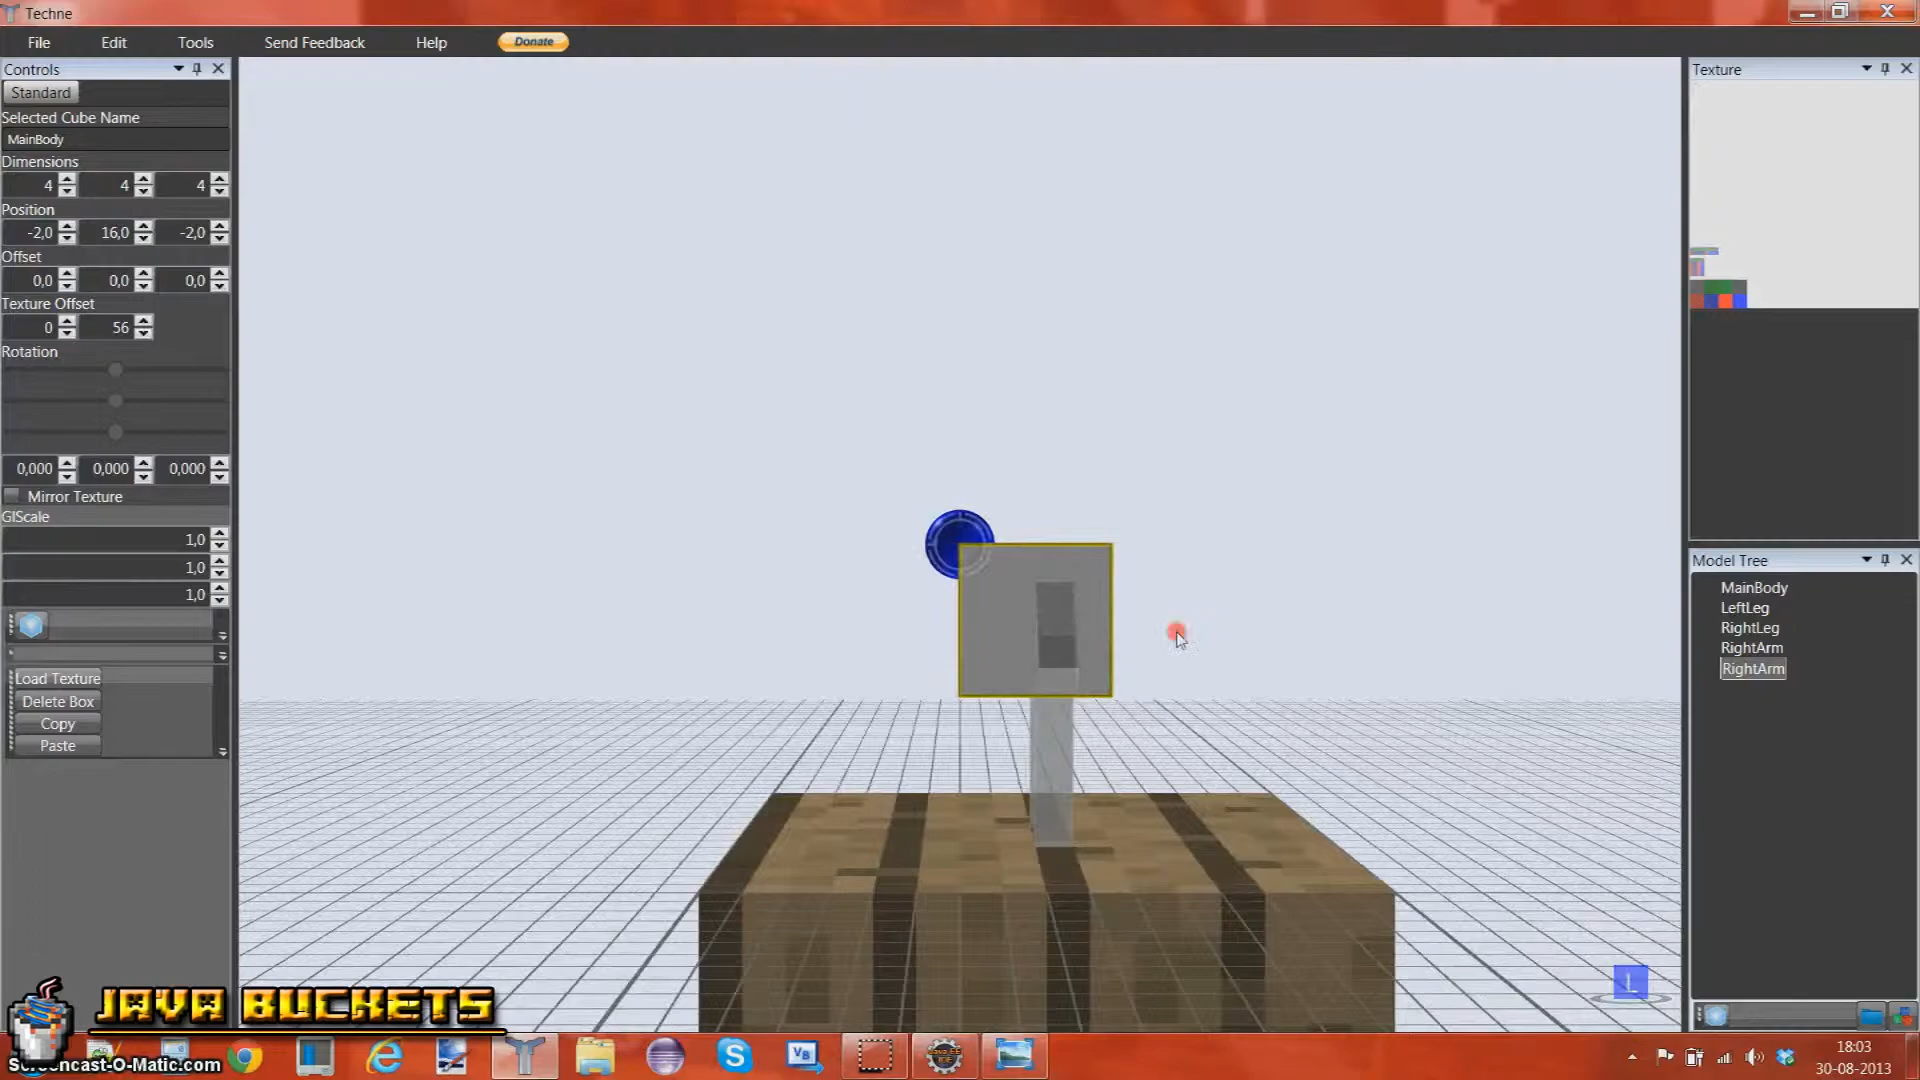 Techne
File Edit Tools Send Feedback Help Donate
Controls
Standard
Selected Cube Name
MainBody
Dimensions
4 4 4
Position
-2,0 16,0 -2,0
Offset
0,0 0,0 0,0
Texture Offset
0 56
Rotation
0,000 0,000 0,000
Mirror Texture
GlScale
1,0
1,0
1,0
Load Texture
Delete Box
Copy
Paste
Texture
Model Tree
MainBody
LeftLeg
RightLeg
RightArm
RightArm
L
JAVA BUCKETS
Screencast-O-Matic.com
18:03
30-08-2013